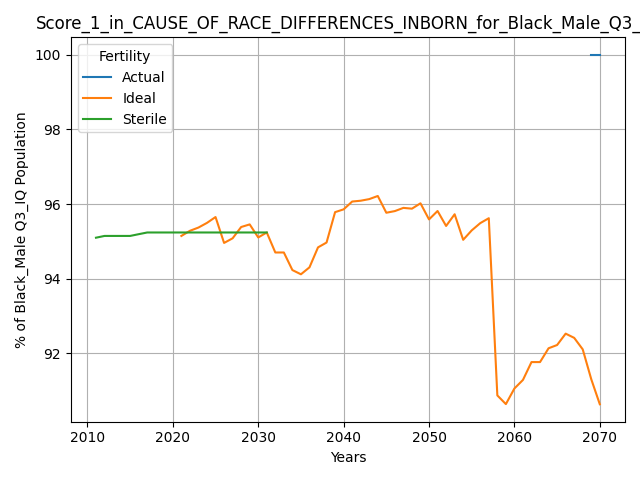 Score_1_in_CAUSE_OF_RACE_DIFFERENCES_INBORN_for_Black_Male_Q3_
Fertility
Actual
Ideal
Sterile
% of Black_Male Q3_IQ Population
100
98
96
94
92
2010 2020 2030 2040 2050 2060 2070
Years